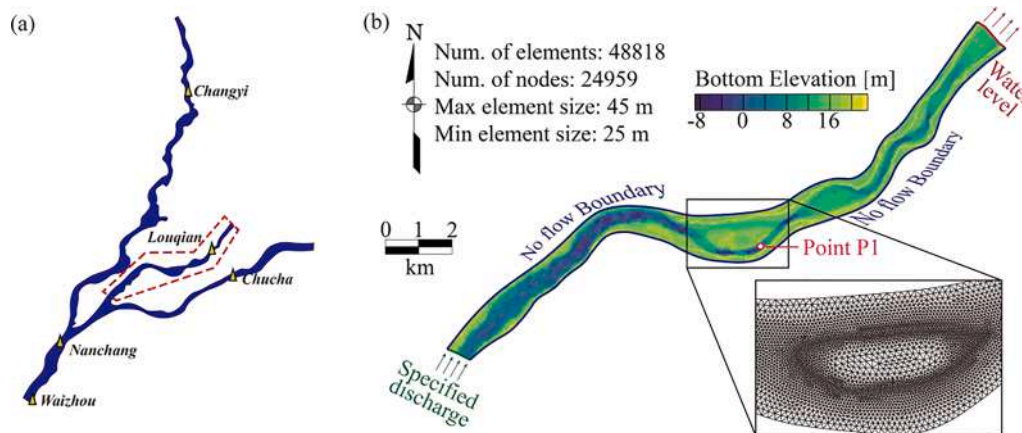 (a)
Changyi
Louqian
Chucha
Nanchang
Waizhou
(b)
N
Num. of elements: 48818
Num. of nodes: 24959
Max element size: 45 m
Min element size: 25 m
Bottom Elevation [m]
-8 0 8 16
Water
level
No flow Boundary
No flow Boundary
0 1 2
km
Point P1
Specified
discharge